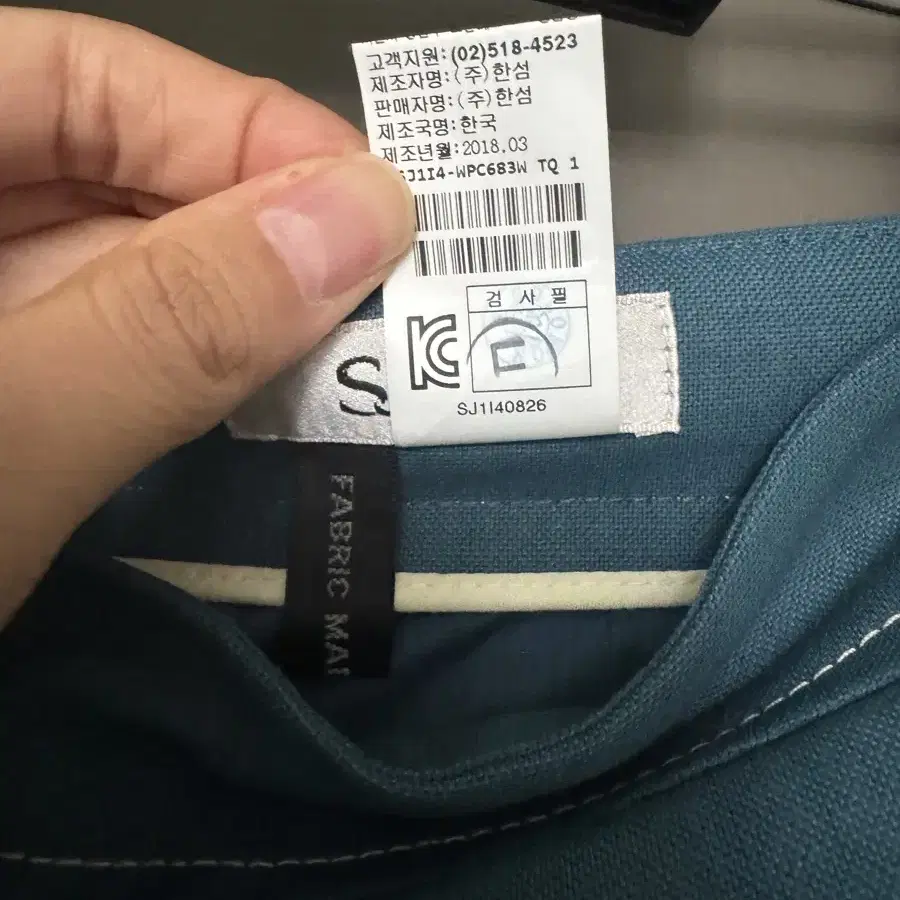 고객지원:(02)518-4523
제조자명:(주)한섬
판매자명:(주)한섬
제조국명:한국
제조년월:2018.03
SJ1I4-WPC683W TQ 1
검 사 필
SJ1I40826
FABRIC MA